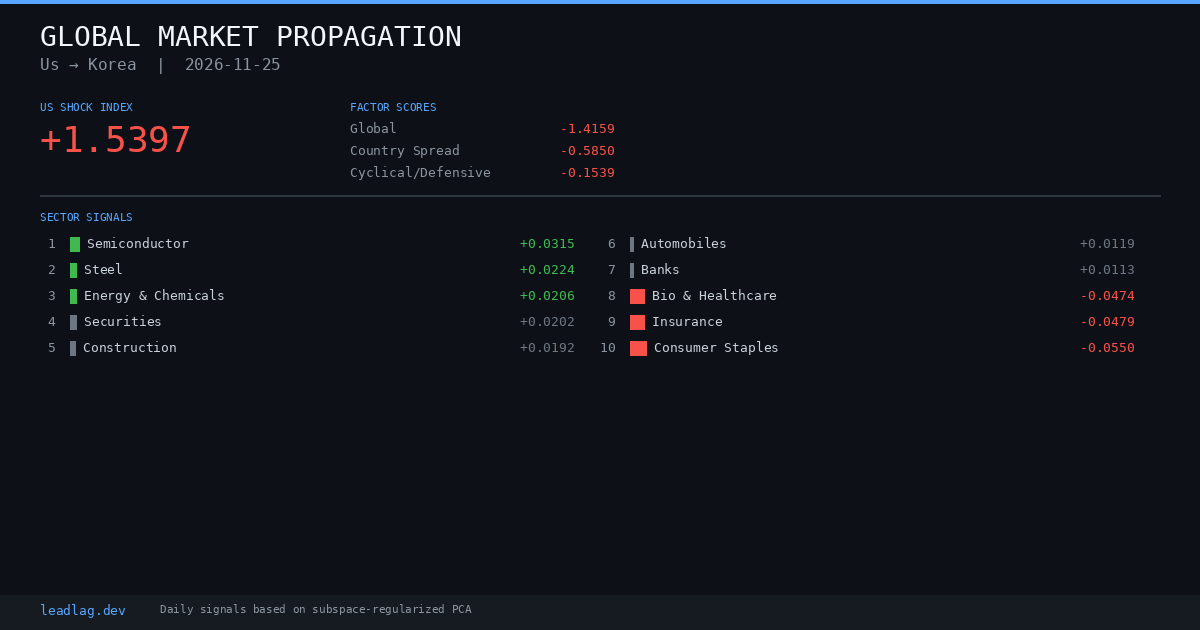 GLOBAL MARKET PROPAGATION
Us → Korea | 2026-11-25
US SHOCK INDEX
+1.5397
FACTOR SCORES
Global -1.4159
Country Spread -0.5850
Cyclical/Defensive -0.1539
SECTOR SIGNALS
1 Semiconductor +0.0315
2 Steel +0.0224
3 Energy & Chemicals +0.0206
4 Securities +0.0202
5 Construction +0.0192
6 Automobiles +0.0119
7 Banks +0.0113
8 Bio & Healthcare -0.0474
9 Insurance -0.0479
10 Consumer Staples -0.0550
leadlag.dev Daily signals based on subspace-regularized PCA